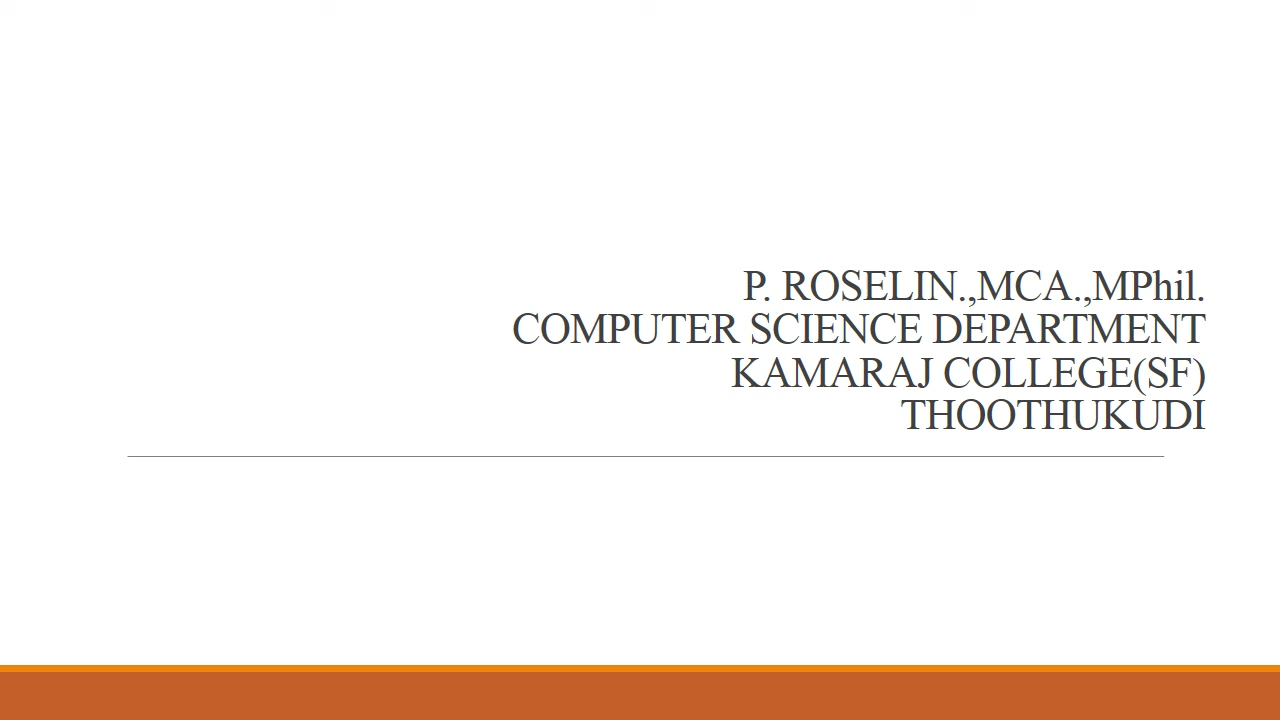 P. ROSELIN.,MCA.,MPhil.
COMPUTER SCIENCE DEPARTMENT
KAMARAJ COLLEGE(SF)
THOOTHUKUDI